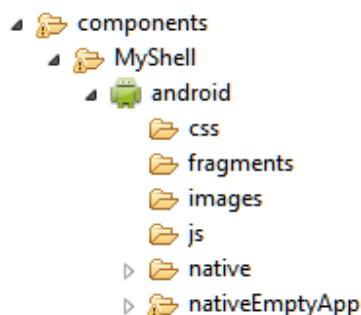 components
MyShell
android
css
fragments
images
js
native
nativeEmptyApp